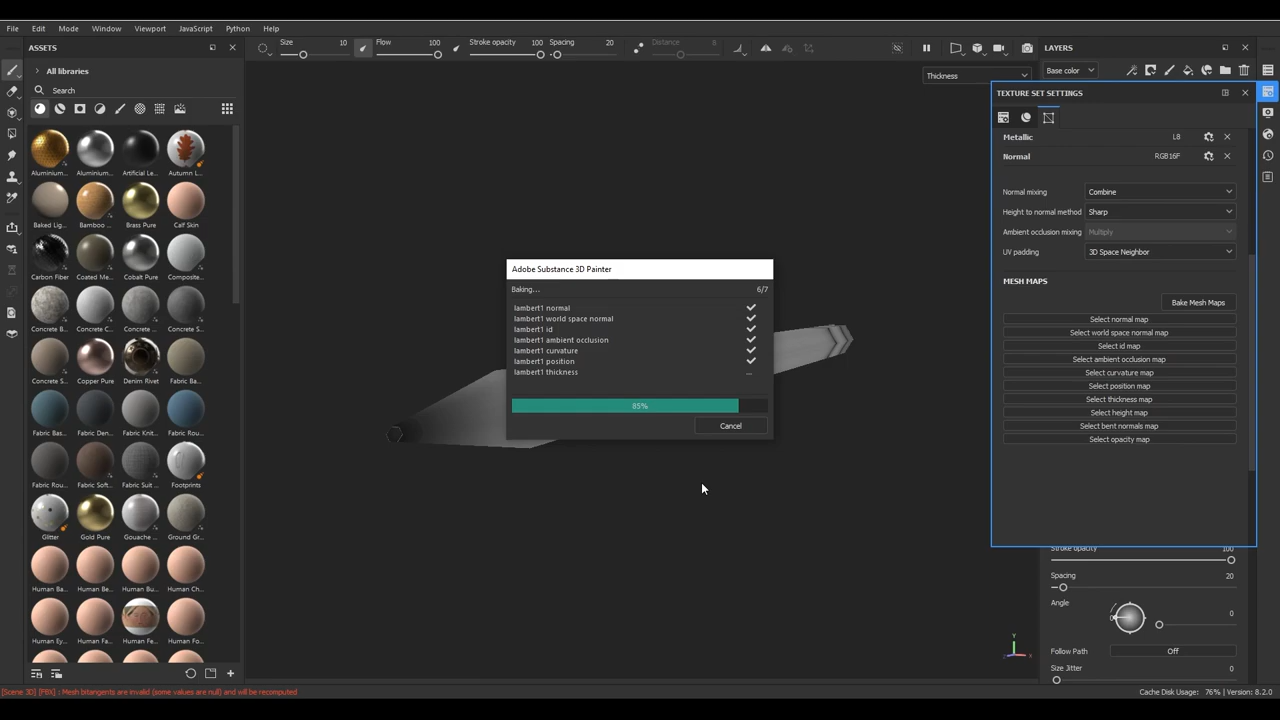 File Edit Mode Window Viewport JavaScript Python Help
ASSETS
Size 10 Flow 100 Stroke opacity 100 Spacing 20 Distance 8
LAYERS
All libraries
Thickness
Base color
Search
TEXTURE SET SETTINGS
Metallic L8
Normal RGB16F
Aluminium... Aluminium... Artificial Le... Autumn L...
Normal mixing Combine
Height to normal method Sharp
Baked Lig... Bamboo ... Brass Pure Calf Skin
Ambient occlusion mixing Multiply
UV padding 3D Space Neighbor
Carbon Fiber Coated Me... Cobalt Pure Composite...
MESH MAPS
Bake Mesh Maps
Adobe Substance 3D Painter
Baking... 6/7
lambert1 normal
lambert1 world space normal
lambert1 id
lambert1 ambient occlusion
lambert1 curvature
lambert1 position
lambert1 thickness ...
85%
Cancel
Select normal map
Select world space normal map
Select id map
Select ambient occlusion map
Select curvature map
Select position map
Select thickness map
Select height map
Select bent normals map
Select opacity map
Concrete B... Concrete C... Concrete ... Concrete S...
Concrete S... Copper Pure Denim Rivet Fabric Ba...
Fabric Bas... Fabric Den... Fabric Knit... Fabric Rou...
Fabric Rou... Fabric Soft... Fabric Suit ... Footprints
Glitter Gold Pure Gouache ... Ground Gr...
Human Ba... Human Be... Human Bu... Human Ch...
Human Ey... Human Fa... Human Fe... Human Fo...
Stroke opacity 100
Spacing 20
Angle 0
Follow Path Off
Size Jitter 0
Y
[Scene 3D] [FBX] : Mesh bitangents are invalid (some values are null) and will be recomputed
Cache Disk Usage: 76% | Version: 8.2.0